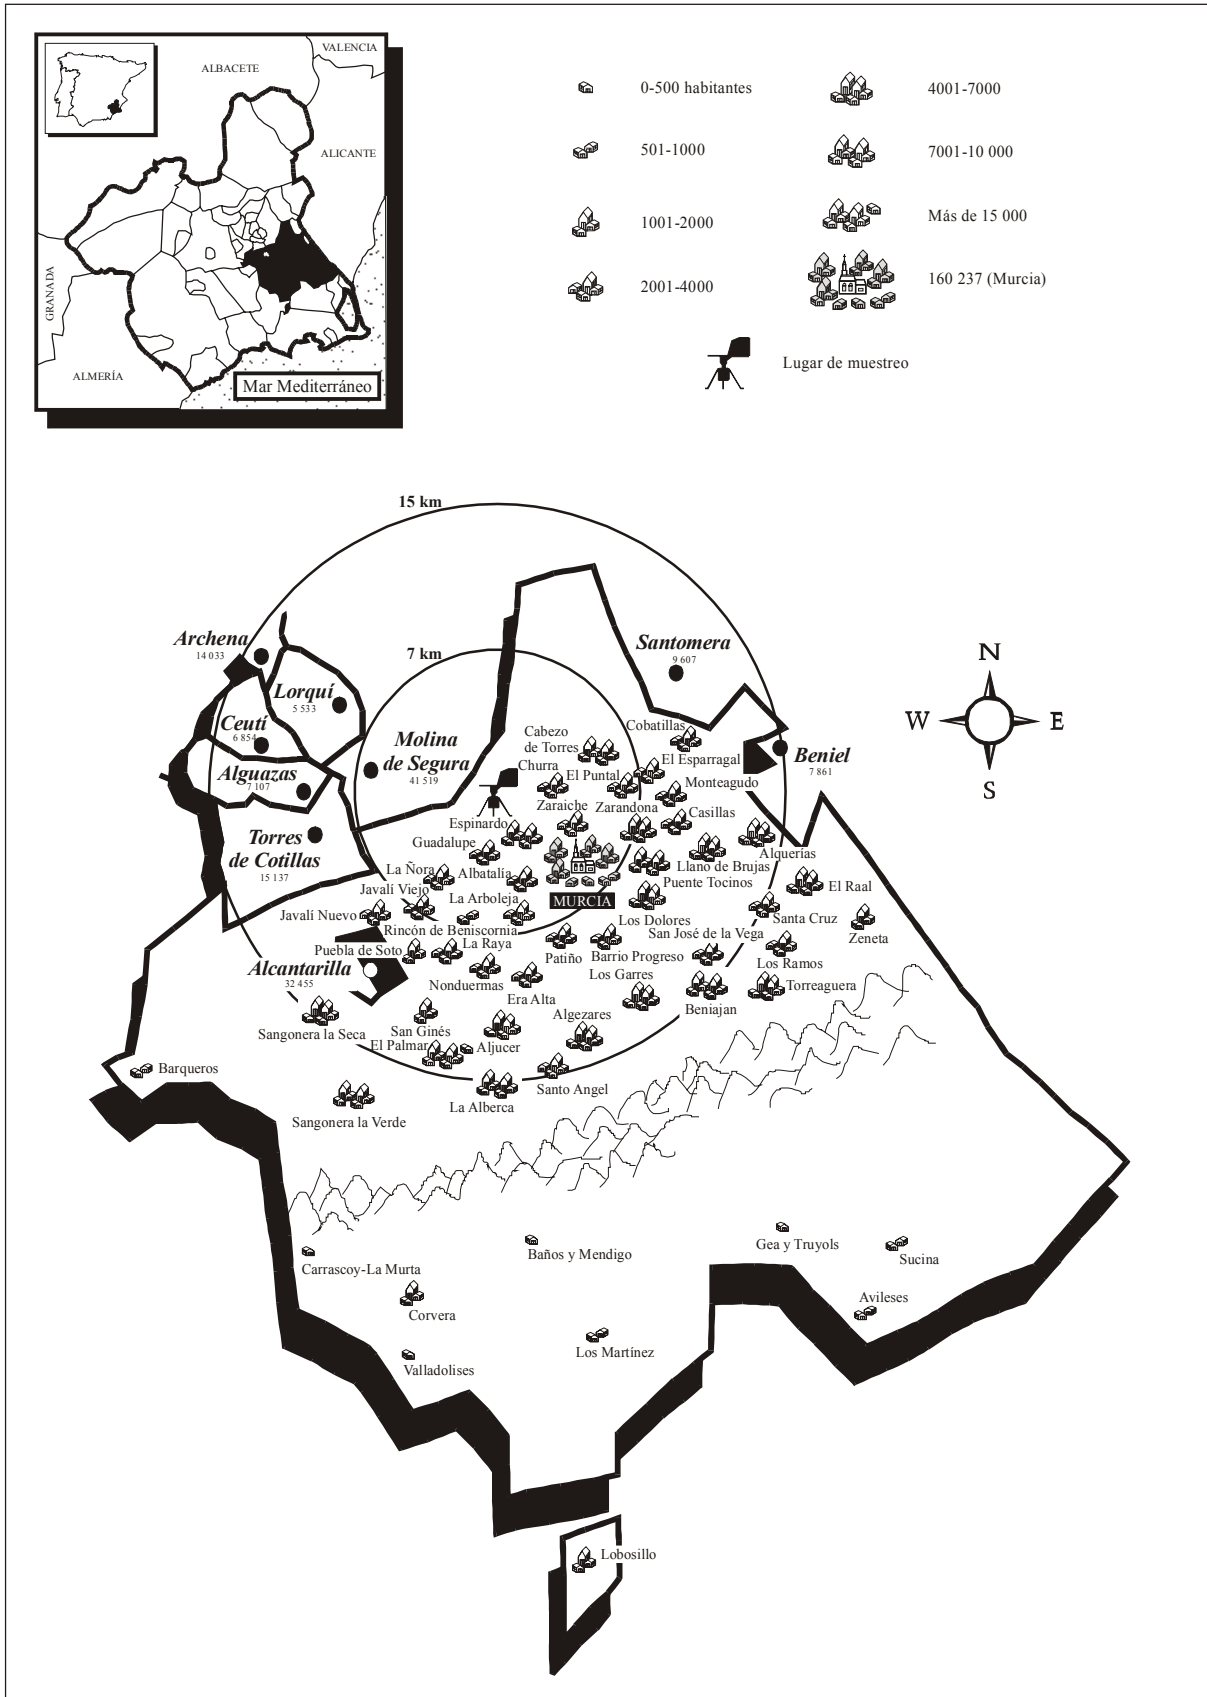 VALENCIA
ALBACETE
ALICANTE
GRANADA
ALMERÍA
Mar Mediterráneo
0-500 habitantes
501-1000
1001-2000
2001-4000
4001-7000
7001-10 000
Más de 15 000
160 237 (Murcia)
Lugar de muestreo
15 km
7 km
N
W
E
S
Archena
14 033
Lorquí
5 533
Ceutí
6 854
Alguazas
7 107
Torres
de Cotillas
15 137
Molina
de Segura
41 519
Santomera
9 607
Beniel
7 861
Alcantarilla
32 455
Cobatillas
Cabezo
de Torres
El Esparragal
Churra
El Puntal
Monteagudo
Zaraiche
Zarandona
Casillas
Espinardo
Guadalupe
Alquerías
Llano de Brujas
La Ñora
Albatalía
Puente Tocinos
El Raal
Javalí Viejo
La Arboleja
MURCIA
Javalí Nuevo
Los Dolores
Santa Cruz
Rincón de Beniscornia
San José de la Vega
Zeneta
Puebla de Soto
La Raya
Patiño
Barrio Progreso
Los Ramos
Nonduermas
Los Garres
Era Alta
Torreaguera
Beniajan
Algezares
Sangonera la Seca
San Ginés
El Palmar
Aljucer
Barqueros
Santo Angel
La Alberca
Sangonera la Verde
Carrascoy-La Murta
Baños y Mendigo
Gea y Truyols
Sucina
Corvera
Avileses
Los Martínez
Valladolises
Lobosillo